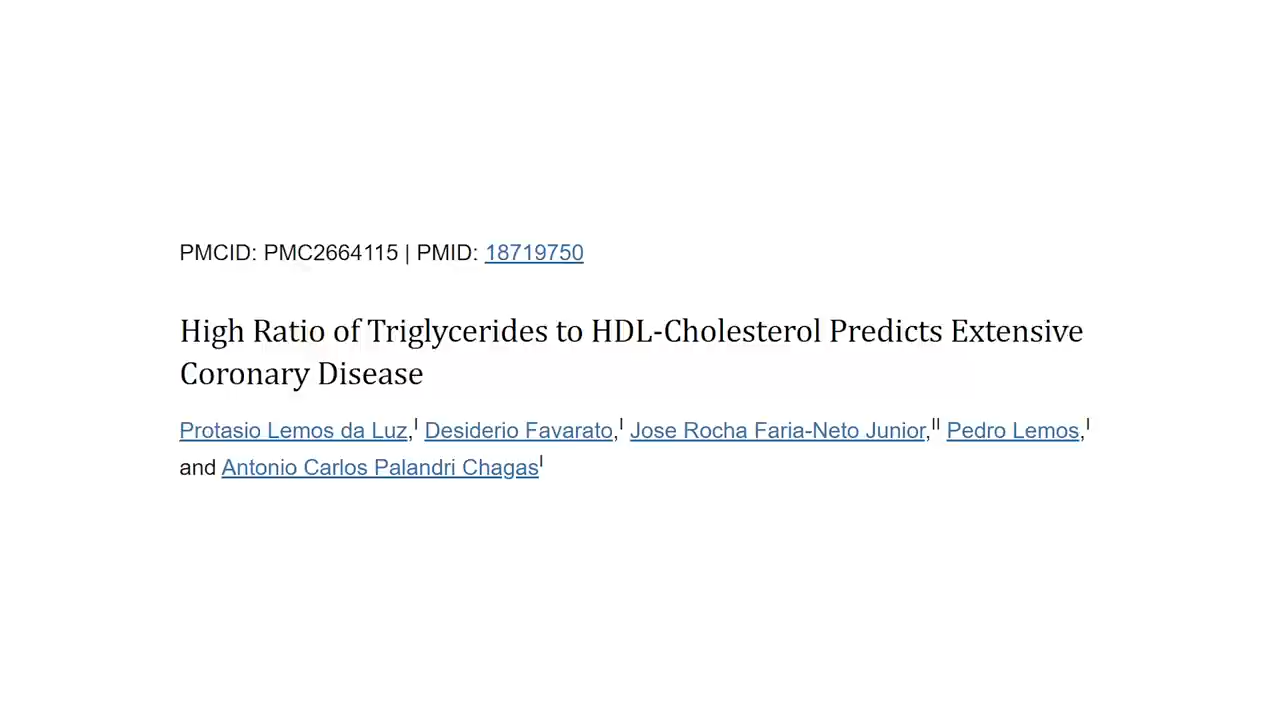 PMCID: PMC2664115 | PMID: 18719750
High Ratio of Triglycerides to HDL-Cholesterol Predicts Extensive
Coronary Disease
Protasio Lemos da Luz,I Desiderio Favarato,I Jose Rocha Faria-Neto Junior,II Pedro Lemos,I
and Antonio Carlos Palandri ChagasI